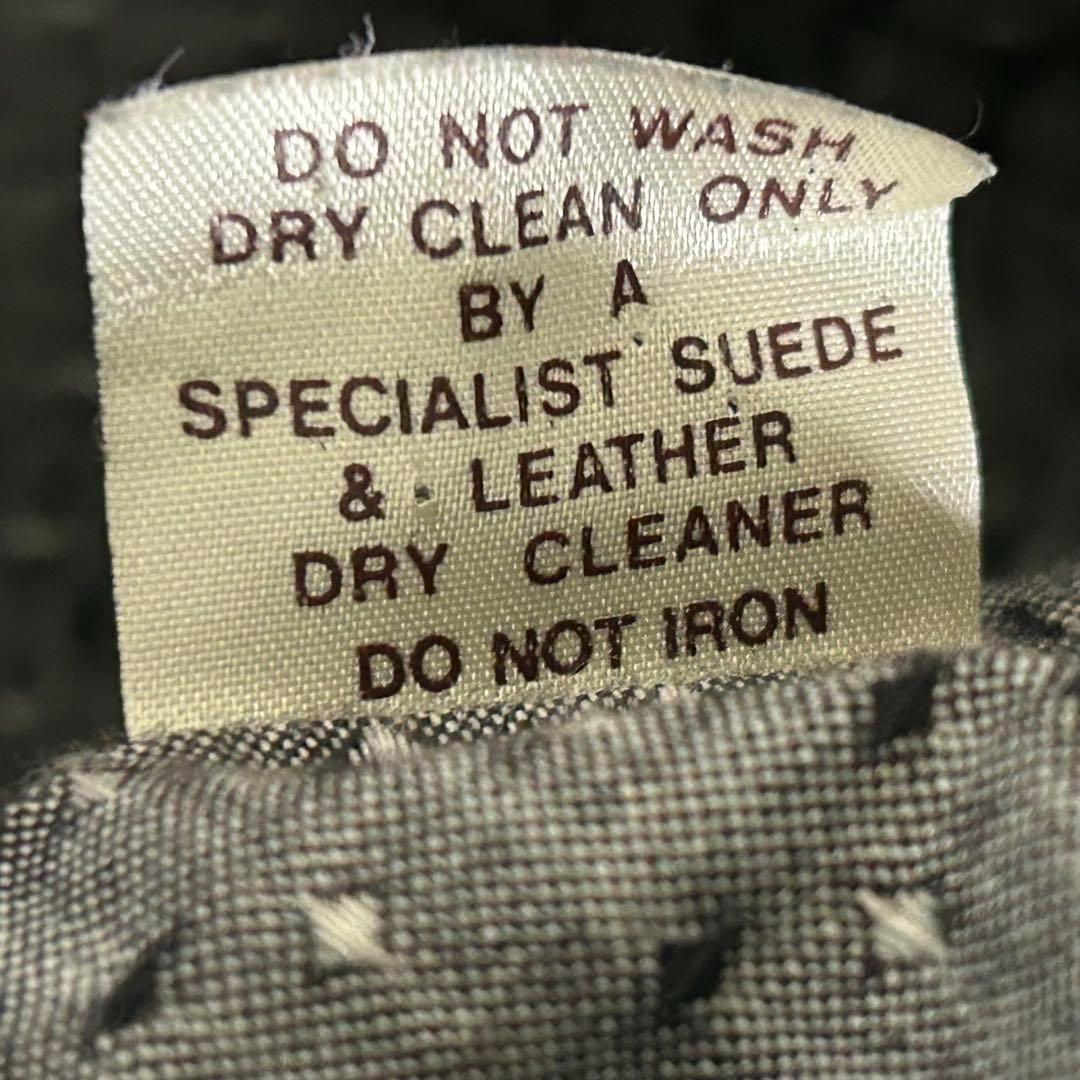 DO NOT WASH
DRY CLEAN ONLY
BY A
SPECIALIST SUEDE
& LEATHER
DRY CLEANER
DO NOT IRON